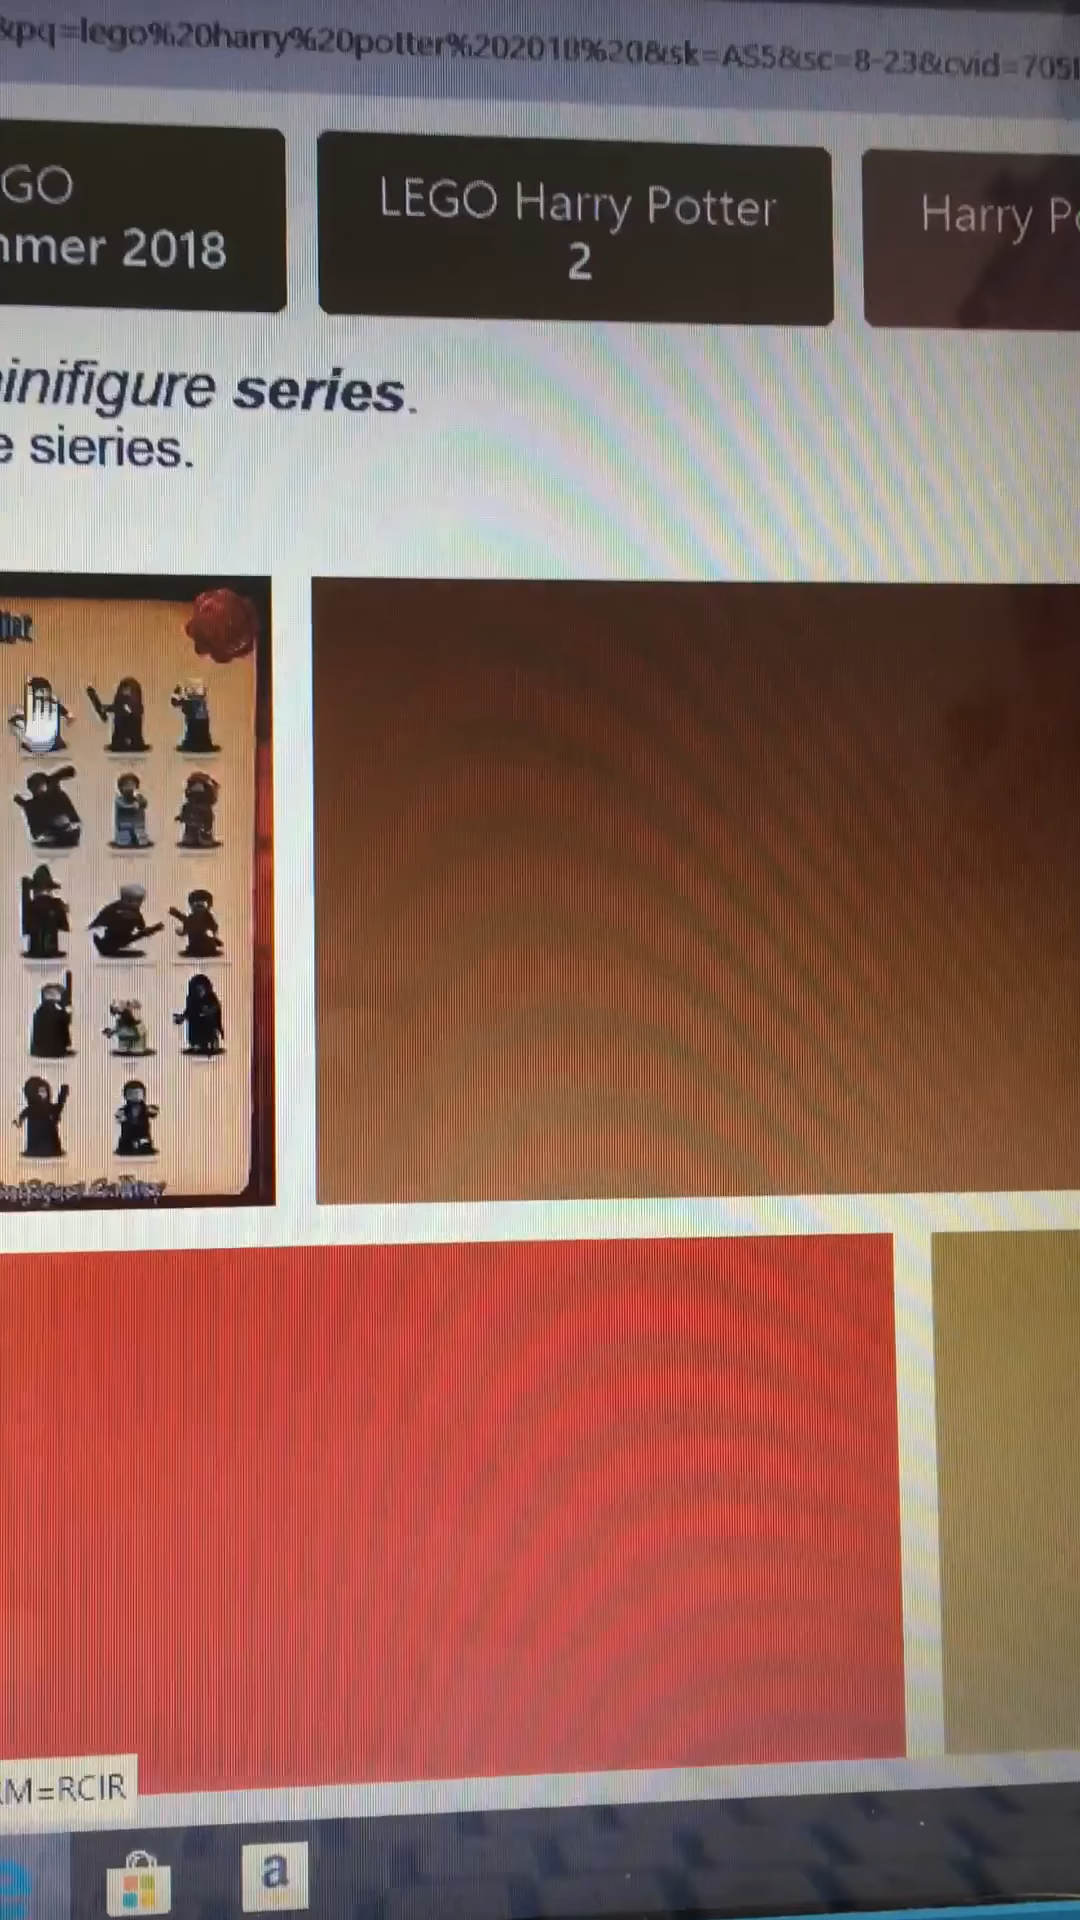 &pq=lego%20harry%20potter%202018%20&sk=AS5&sc=8-23&cvid=705
GO
mmer 2018
LEGO Harry Potter
2
Harry P
inifigure series.
e sieries.
M=RCIR
a